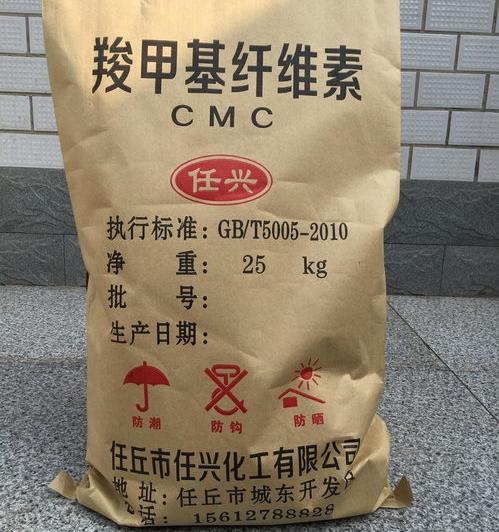 羧甲基纤维素
CMC
任兴
执行标准：GB/T5005-2010
净 重： 25 kg
批 号：
生产日期：
防潮 防钩 防晒
任丘市任兴化工有限公司
地 址：任丘市城东开发
电话：15612788828